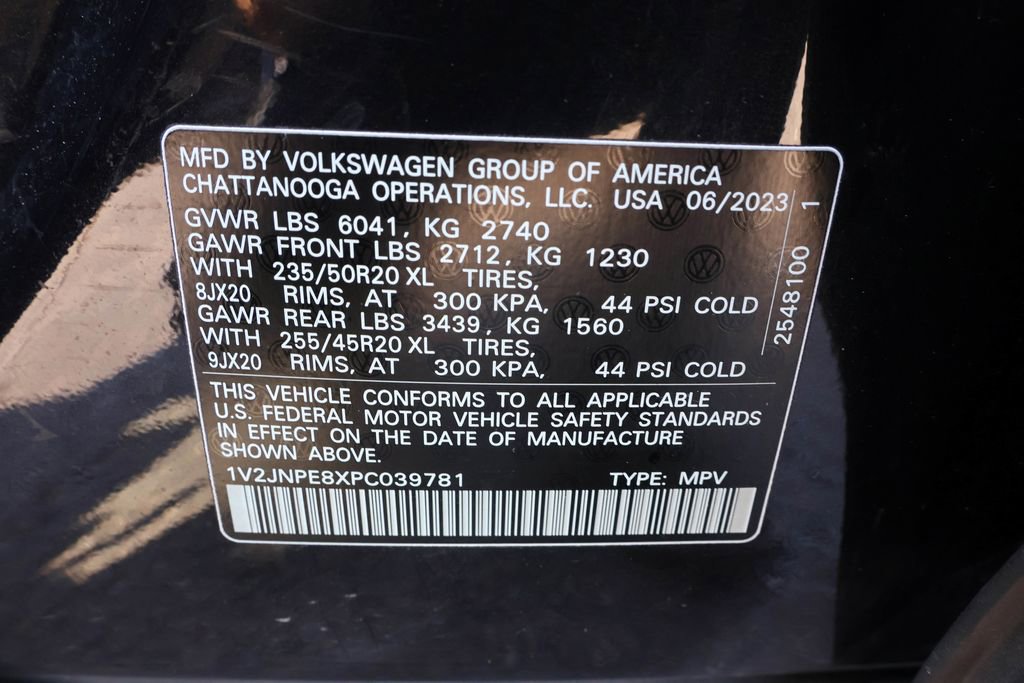 MFD BY VOLKSWAGEN GROUP OF AMERICA
CHATTANOOGA OPERATIONS, LLC. USA 06/2023
GVWR LBS 6041, KG 2740
GAWR FRONT LBS 2712, KG 1230
WITH 235/50R20 XL TIRES,
8JX20 RIMS, AT 300 KPA, 44 PSI COLD
GAWR REAR LBS 3439, KG 1560
WITH 255/45R20 XL TIRES,
9JX20 RIMS, AT 300 KPA, 44 PSI COLD
2548100 1
THIS VEHICLE CONFORMS TO ALL APPLICABLE
U.S. FEDERAL MOTOR VEHICLE SAFETY STANDARDS
IN EFFECT ON THE DATE OF MANUFACTURE
SHOWN ABOVE.
1V2JNPE8XPC039781 TYPE: MPV